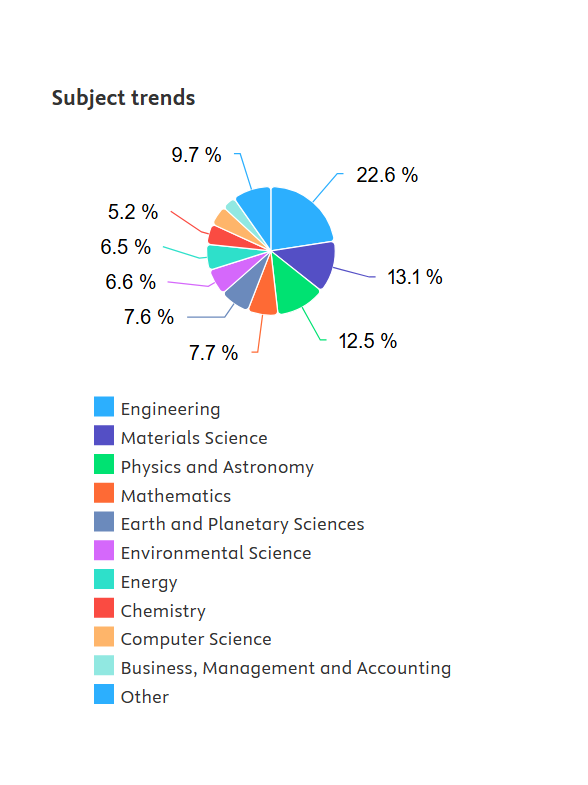 Subject trends
9.7 %
22.6 %
5.2 %
6.5 %
13.1 %
6.6 %
7.6 %
12.5 %
7.7 %
Engineering
Materials Science
Physics and Astronomy
Mathematics
Earth and Planetary Sciences
Environmental Science
Energy
Chemistry
Computer Science
Business, Management and Accounting
Other